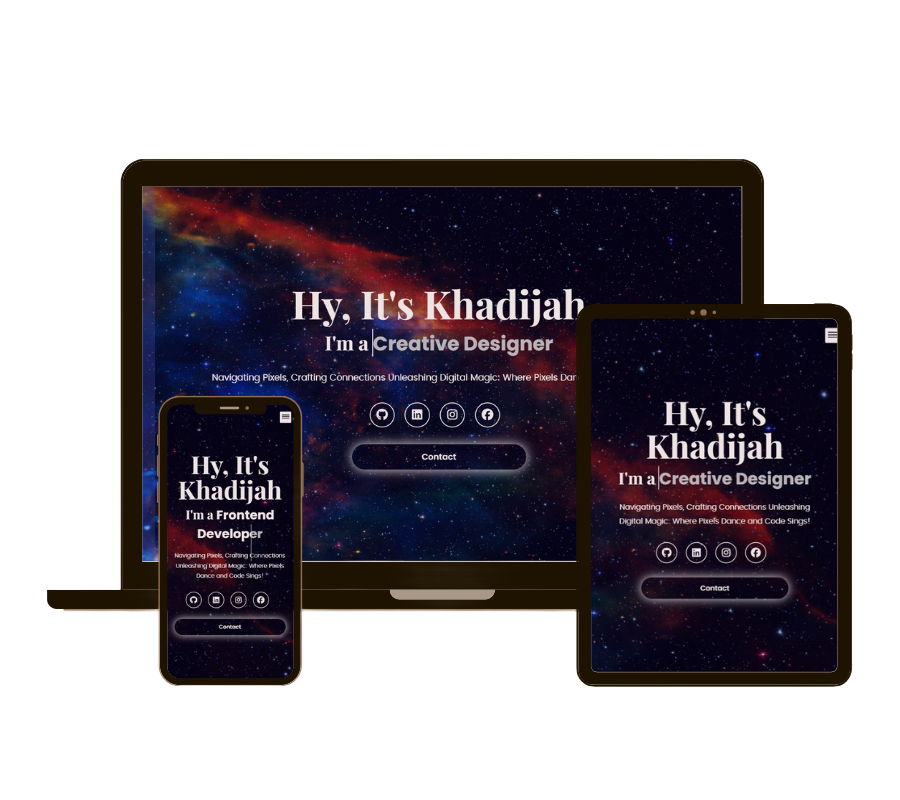 Hy, It's Khadijah
I'm a Creative Designer
Navigating Pixels, Crafting Connections Unleashing Digital Magic: Where Pixels Dan
Contact
Hy, It's
Khadijah
I'm a Frontend
Developer
Navigating Pixels, Crafting Connections
Unleashing Digital Magic: Where Pixels
Dance and Code Sings!
Contact
Hy, It's
Khadijah
I'm a Creative Designer
Navigating Pixels, Crafting Connections Unleashing
Digital Magic: Where Pixels Dance and Code Sings!
Contact